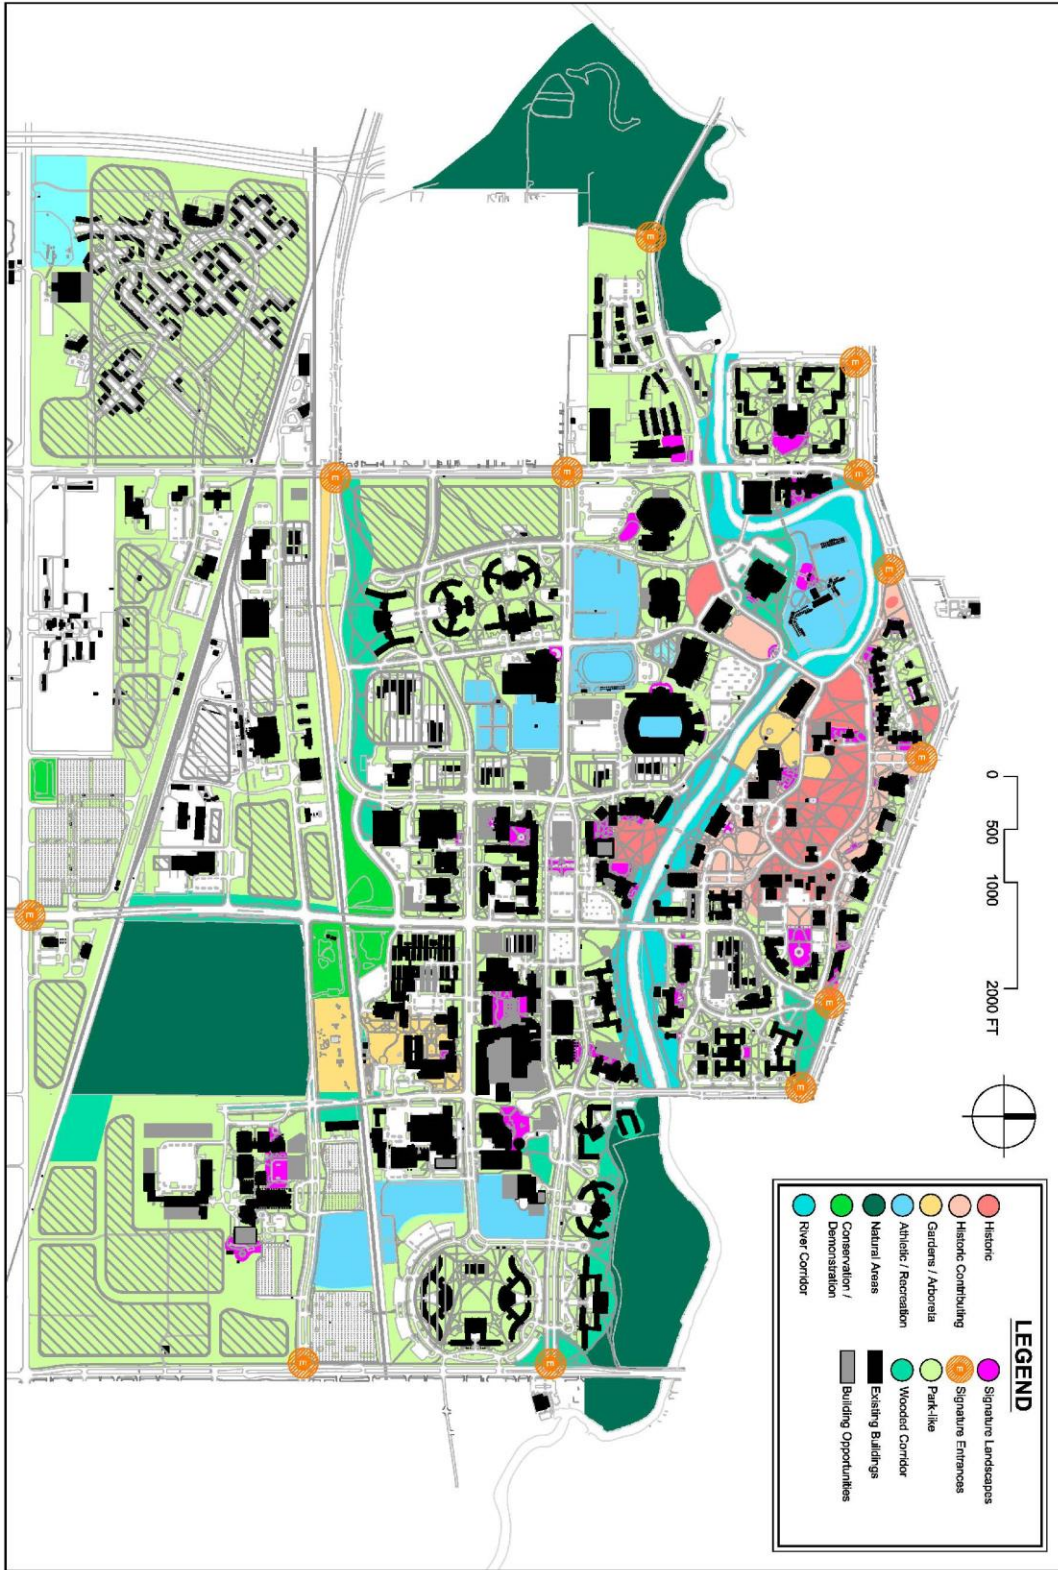 LEGEND
Historic
Historic Contributing
Gardens / Arboreta
Athletic / Recreation
Natural Areas
Conservation /
Demonstration
River Corridor
Signature Landscapes
E
Signature Entrances
Park-like
Wooded Corridor
Existing Buildings
Building Opportunities
0
500
1000
2000 FT
E
E
E
E
E
E
E
E
E
E
E
E
E